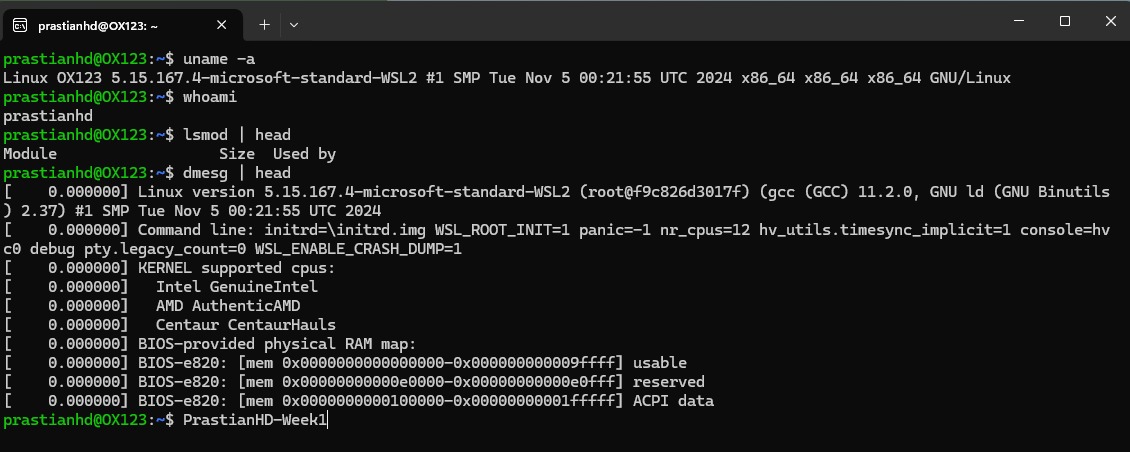 prastianhd@OX123: ~
prastianhd@OX123:~$ uname -a
Linux OX123 5.15.167.4-microsoft-standard-WSL2 #1 SMP Tue Nov 5 00:21:55 UTC 2024 x86_64 x86_64 x86_64 GNU/Linux
prastianhd@OX123:~$ whoami
prastianhd
prastianhd@OX123:~$ lsmod | head
Module                  Size  Used by
prastianhd@OX123:~$ dmesg | head
[    0.000000] Linux version 5.15.167.4-microsoft-standard-WSL2 (root@f9c826d3017f) (gcc (GCC) 11.2.0, GNU ld (GNU Binutils
) 2.37) #1 SMP Tue Nov 5 00:21:55 UTC 2024
[    0.000000] Command line: initrd=\initrd.img WSL_ROOT_INIT=1 panic=-1 nr_cpus=12 hv_utils.timesync_implicit=1 console=hv
c0 debug pty.legacy_count=0 WSL_ENABLE_CRASH_DUMP=1
[    0.000000] KERNEL supported cpus:
[    0.000000]   Intel GenuineIntel
[    0.000000]   AMD AuthenticAMD
[    0.000000]   Centaur CentaurHauls
[    0.000000] BIOS-provided physical RAM map:
[    0.000000] BIOS-e820: [mem 0x0000000000000000-0x000000000009ffff] usable
[    0.000000] BIOS-e820: [mem 0x00000000000e0000-0x00000000000e0fff] reserved
[    0.000000] BIOS-e820: [mem 0x0000000000100000-0x00000000001fffff] ACPI data
prastianhd@OX123:~$ PrastianHD-Week1